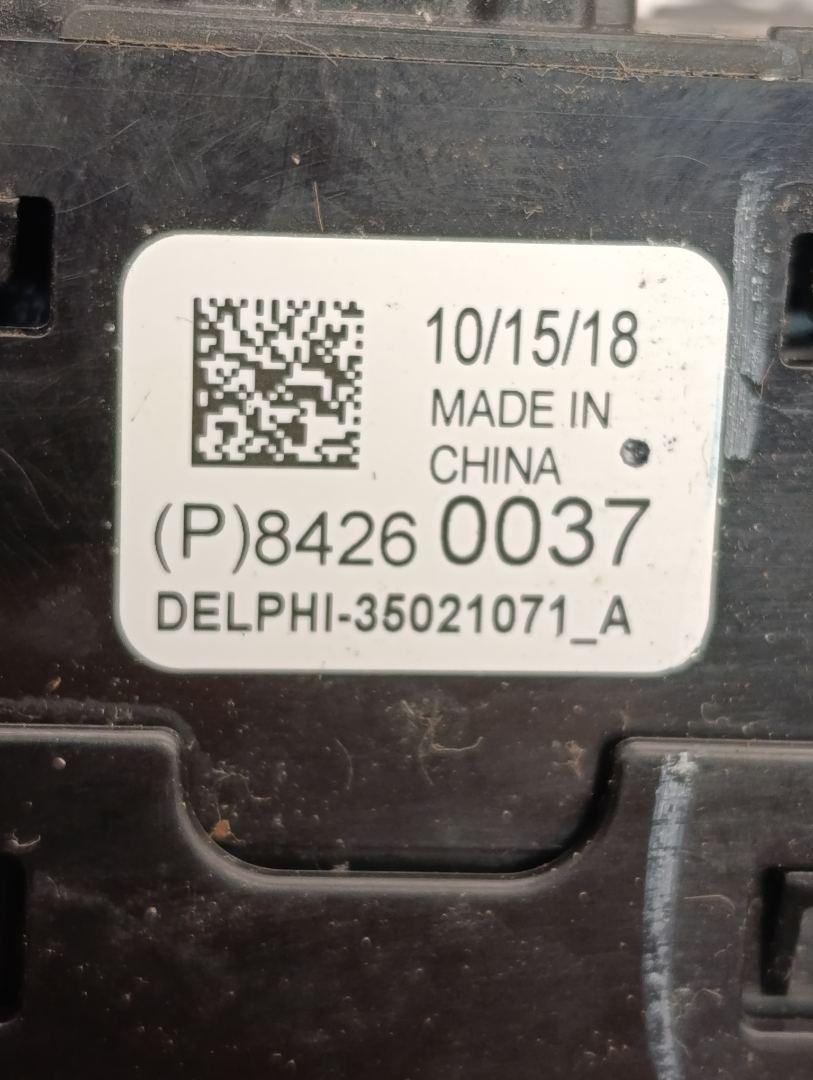 10/15/18
MADE IN
CHINA
(P)8426 0037
DELPHI-35021071_A